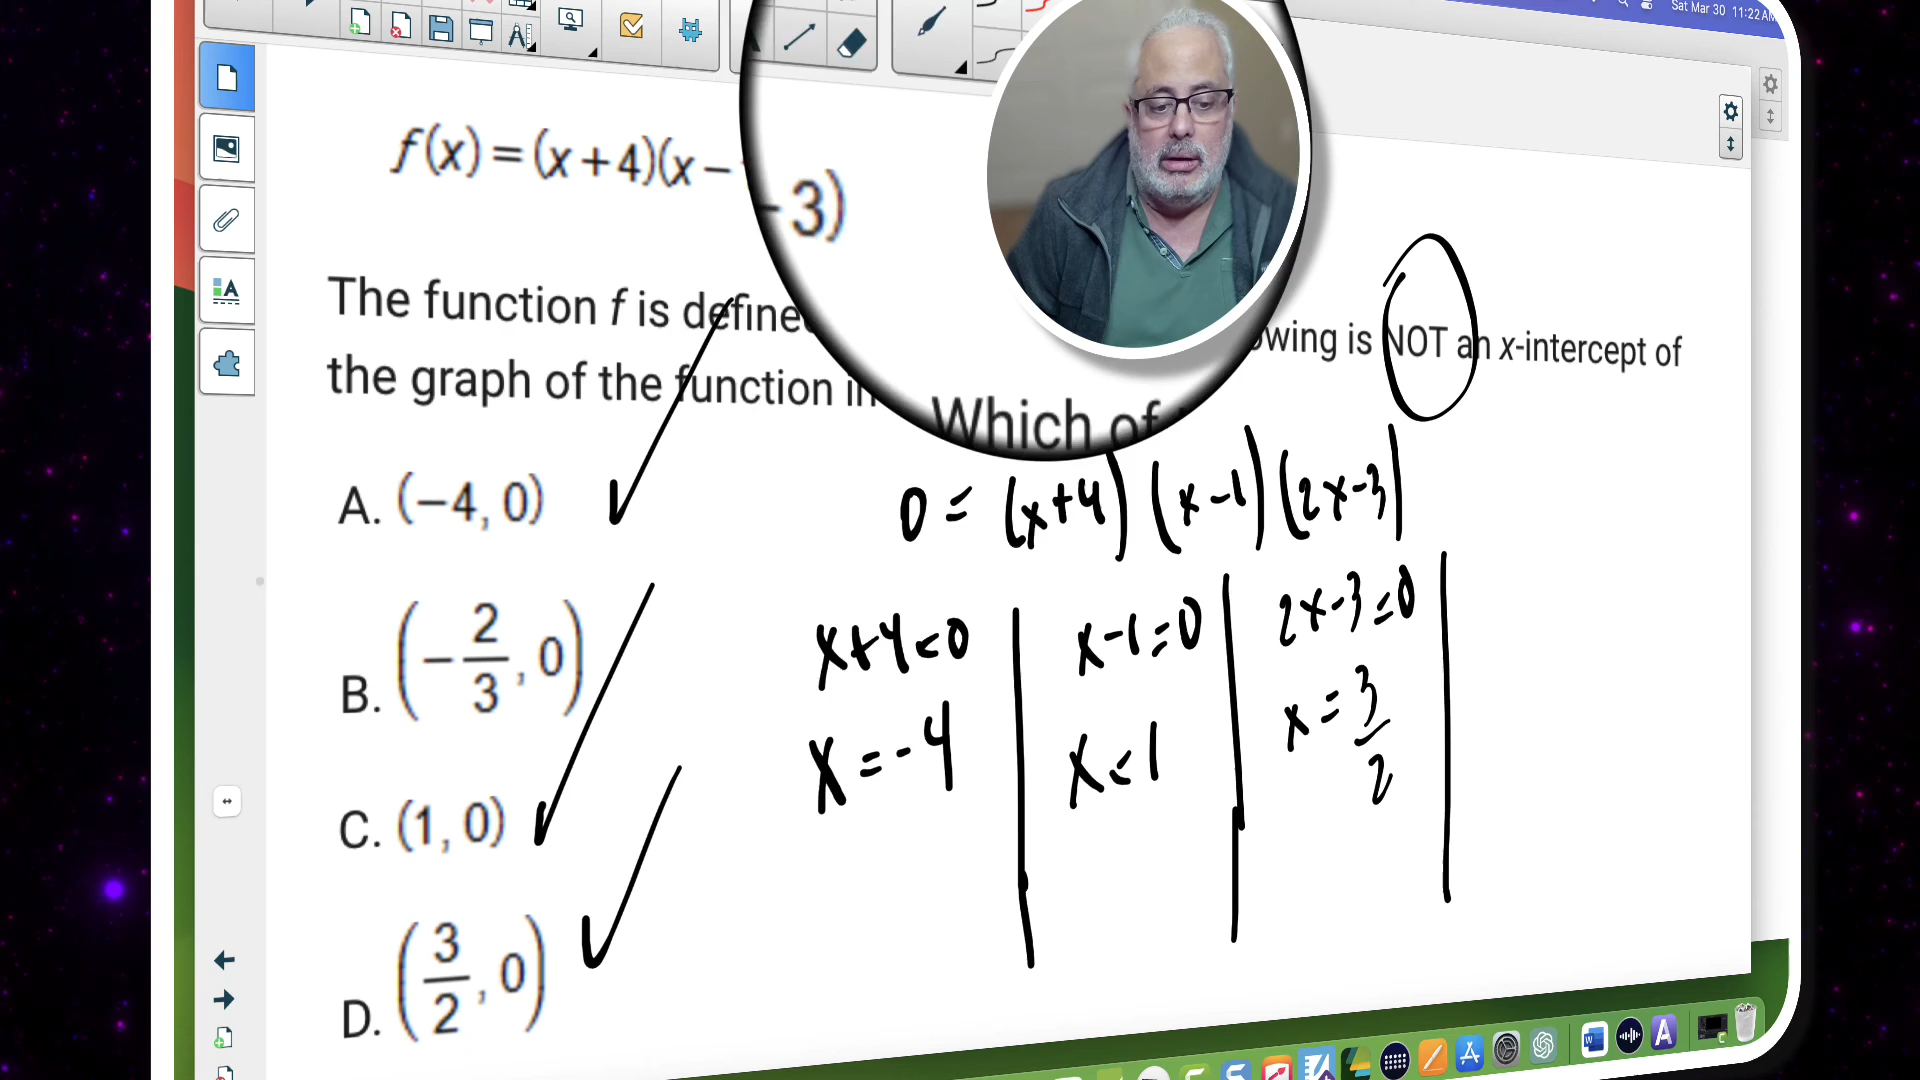 Sat Mar 30 11:22 AM
f(x) = (x + 4)(x −
- 3)
The function f is define
owing is NOT an x-intercept of
the graph of the function in
Which of
A. (−4, 0)
0 = (x+4) (x-1) (2x-3)
B. (− 2/3, 0)
x+4=0 x-1=0 2x-3=0
x = -4 x=1 x = 3/2
C. (1, 0)
D. (3/2, 0)